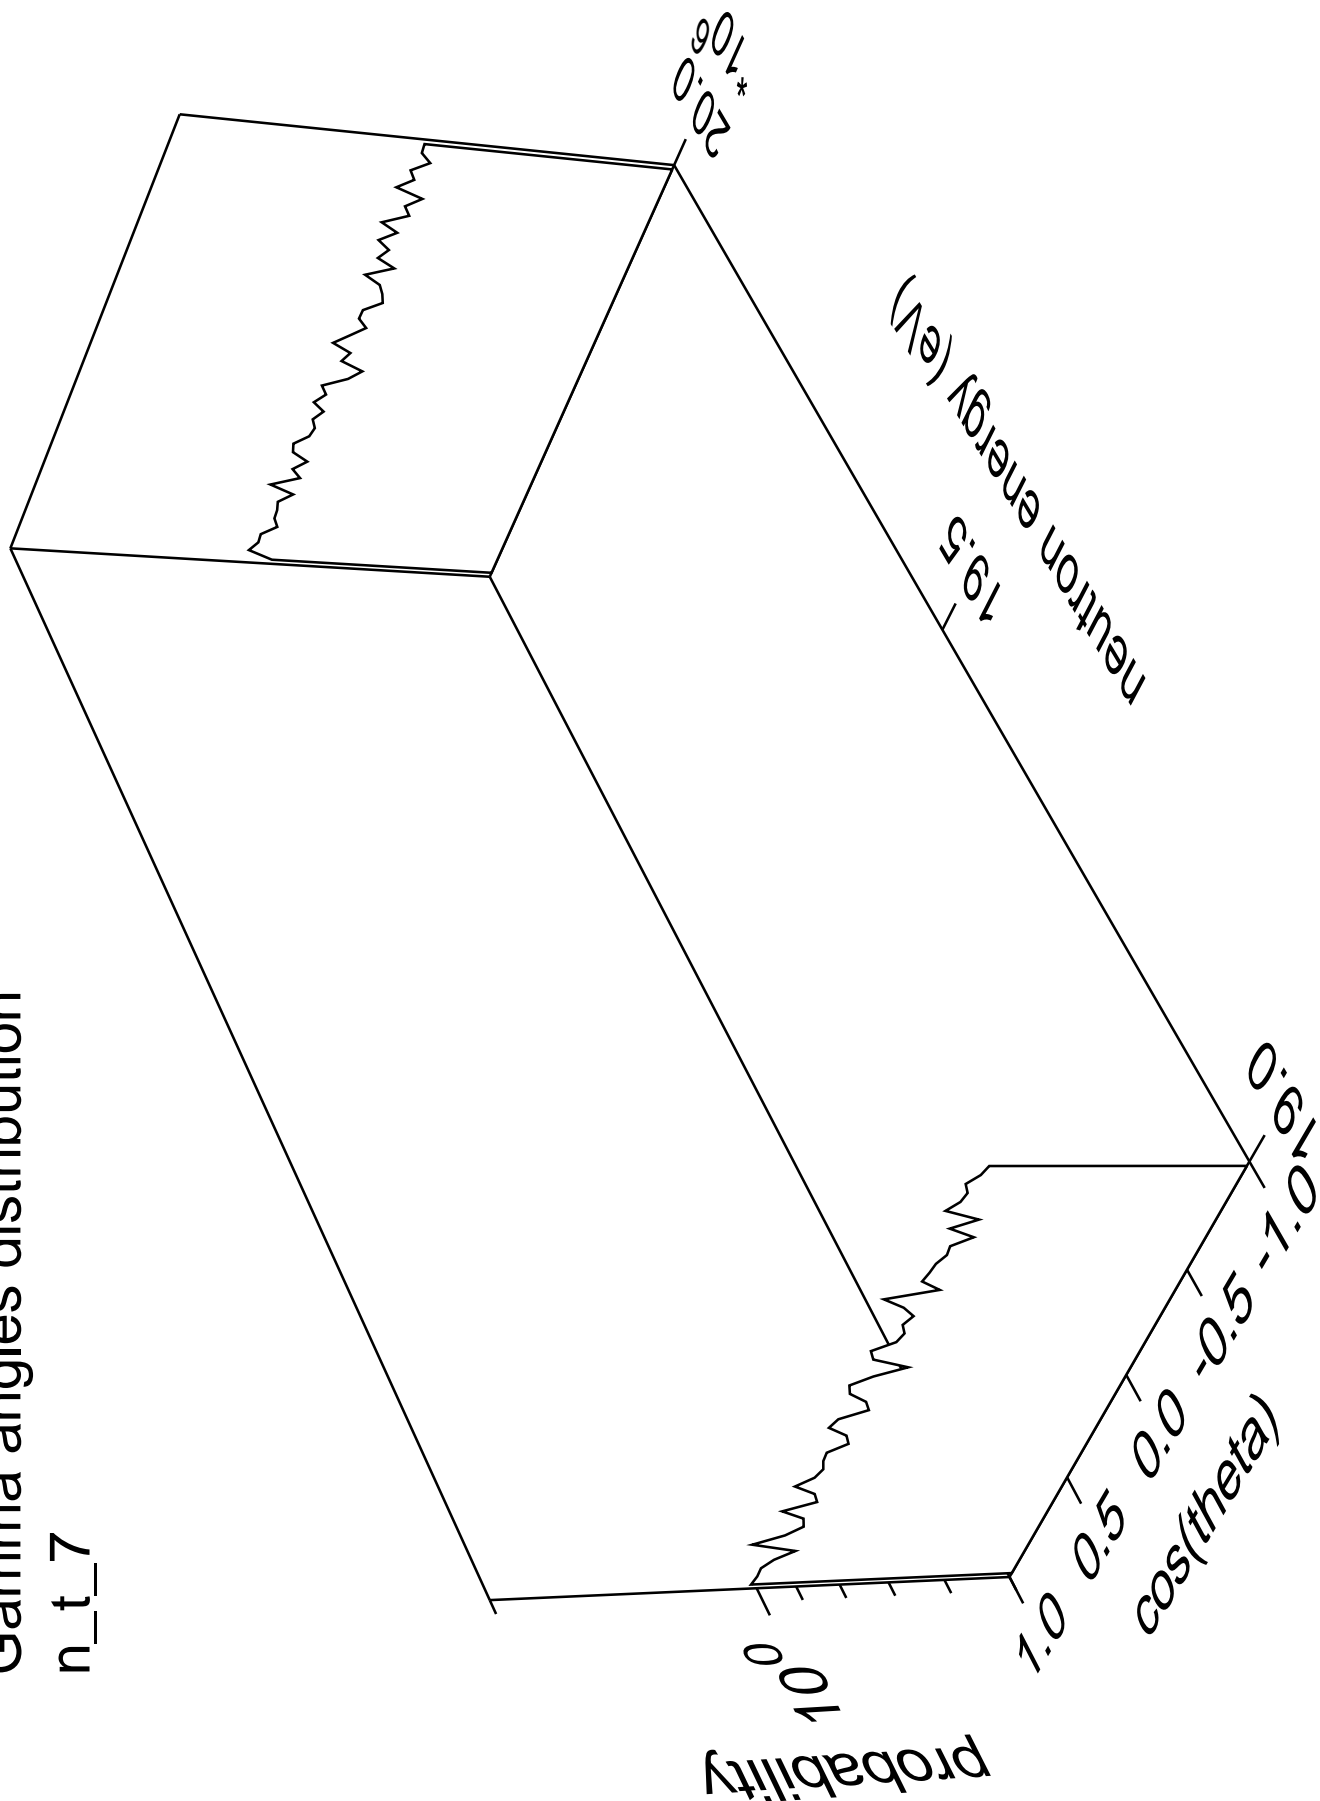 Gamma angles distribution
n_t_7
probability
10^0
cos(theta)
1.0
0.5
0.0
-0.5
-1.0
neutron energy (eV)
19.0
19.5
20.0
*10^6